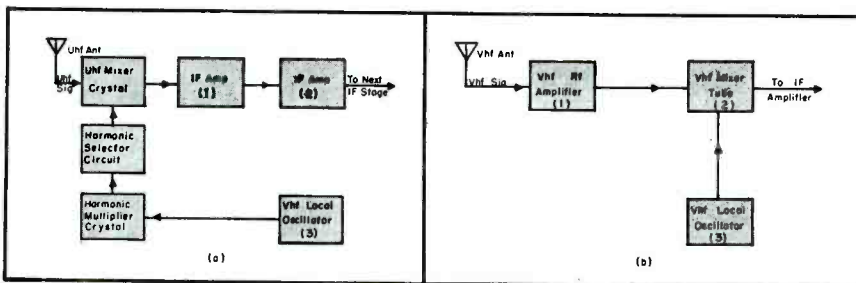 Uhf Ant
Uhf
Sig
Uhf Mixer
Crystal
IF Amp
(1)
IF Amp
(2)
To Next
IF Stage
Harmonic
Selector
Circuit
Harmonic
Multiplier
Crystal
Vhf Local
Oscillator
(3)
(a)
Vhf Ant
Vhf Sig
Vhf Rf
Amplifier
(1)
Vhf Mixer
Tube
(2)
To IF
Amplifier
Vhf Local
Oscillator
(3)
(b)